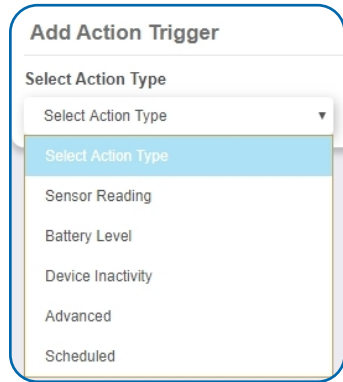 Add Action Trigger
Select Action Type
Select Action Type
Select Action Type
Sensor Reading
Battery Level
Device Inactivity
Advanced
Scheduled